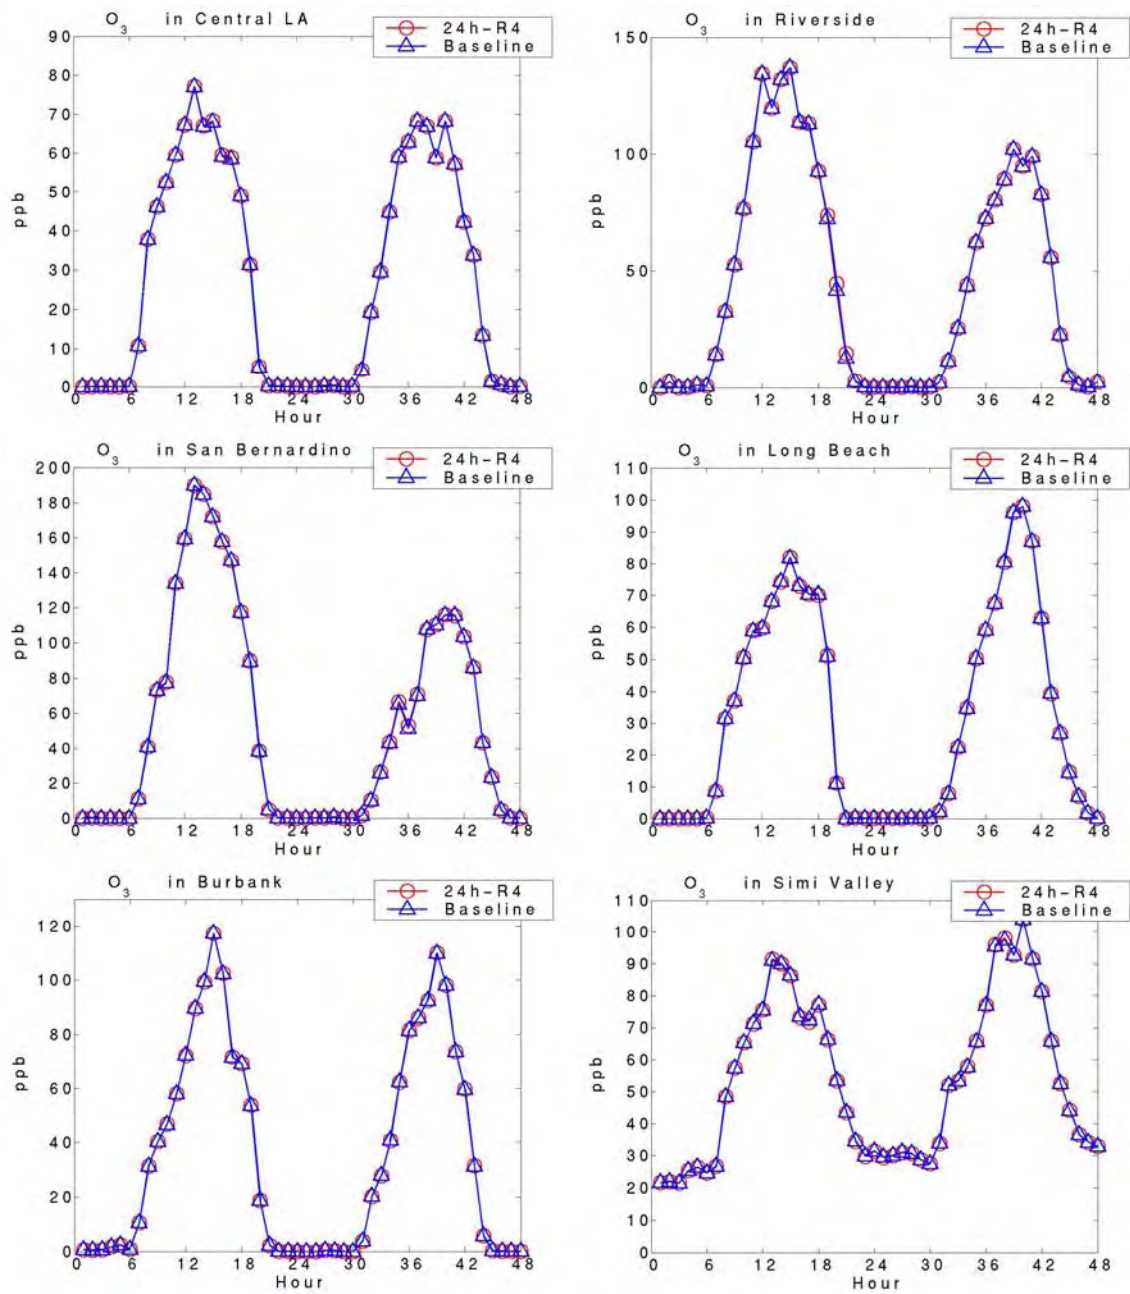 O3 in Central LA
24h-R4
Baseline
90
80
70
60
50
40
30
20
10
0
ppb
0 6 12 18 24 30 36 42 48
Hour
O3 in Riverside
24h-R4
Baseline
150
100
50
0
ppb
0 6 12 18 24 30 36 42 48
Hour
O3 in San Bernardino
24h-R4
Baseline
200
180
160
140
120
100
80
60
40
20
0
ppb
0 6 12 18 24 30 36 42 48
Hour
O3 in Long Beach
24h-R4
Baseline
110
100
90
80
70
60
50
40
30
20
10
0
ppb
0 6 12 18 24 30 36 42 48
Hour
O3 in Burbank
24h-R4
Baseline
120
100
80
60
40
20
0
ppb
0 6 12 18 24 30 36 42 48
Hour
O3 in Simi Valley
24h-R4
Baseline
110
100
90
80
70
60
50
40
30
20
10
0
ppb
0 6 12 18 24 30 36 42 48
Hour